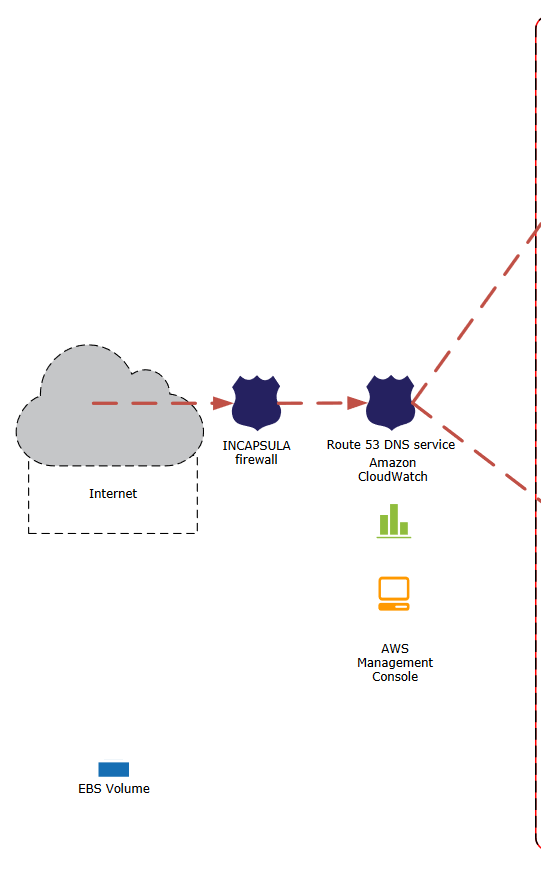 INCAPSULA
firewall
Route 53 DNS service
Amazon
CloudWatch
Internet
AWS
Management
Console
EBS Volume